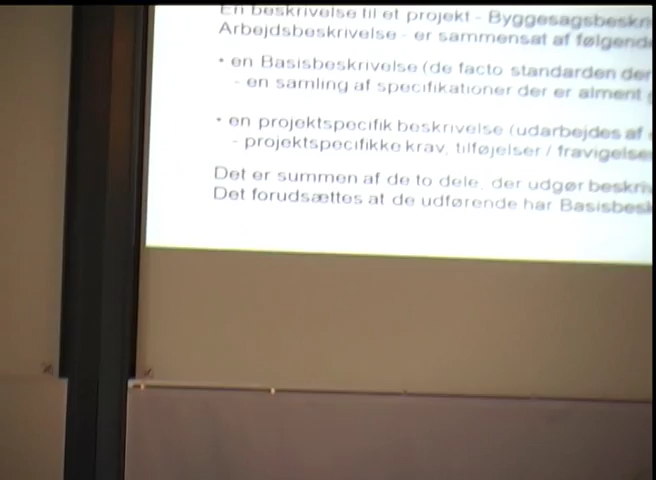 En beskrivelse til et projekt - Byggesagsbeskri
Arbejdsbeskrivelse - er sammensat af følgende
• en Basisbeskrivelse (de facto standarden der
- en samling af specifikationer der er alment
• en projektspecifik beskrivelse (udarbejdes af
- projektspecifikke krav, tilføjelser / fravigelser
Det er summen af de to dele, der udgør beskriv
Det forudsættes at de udførende har Basisbesk